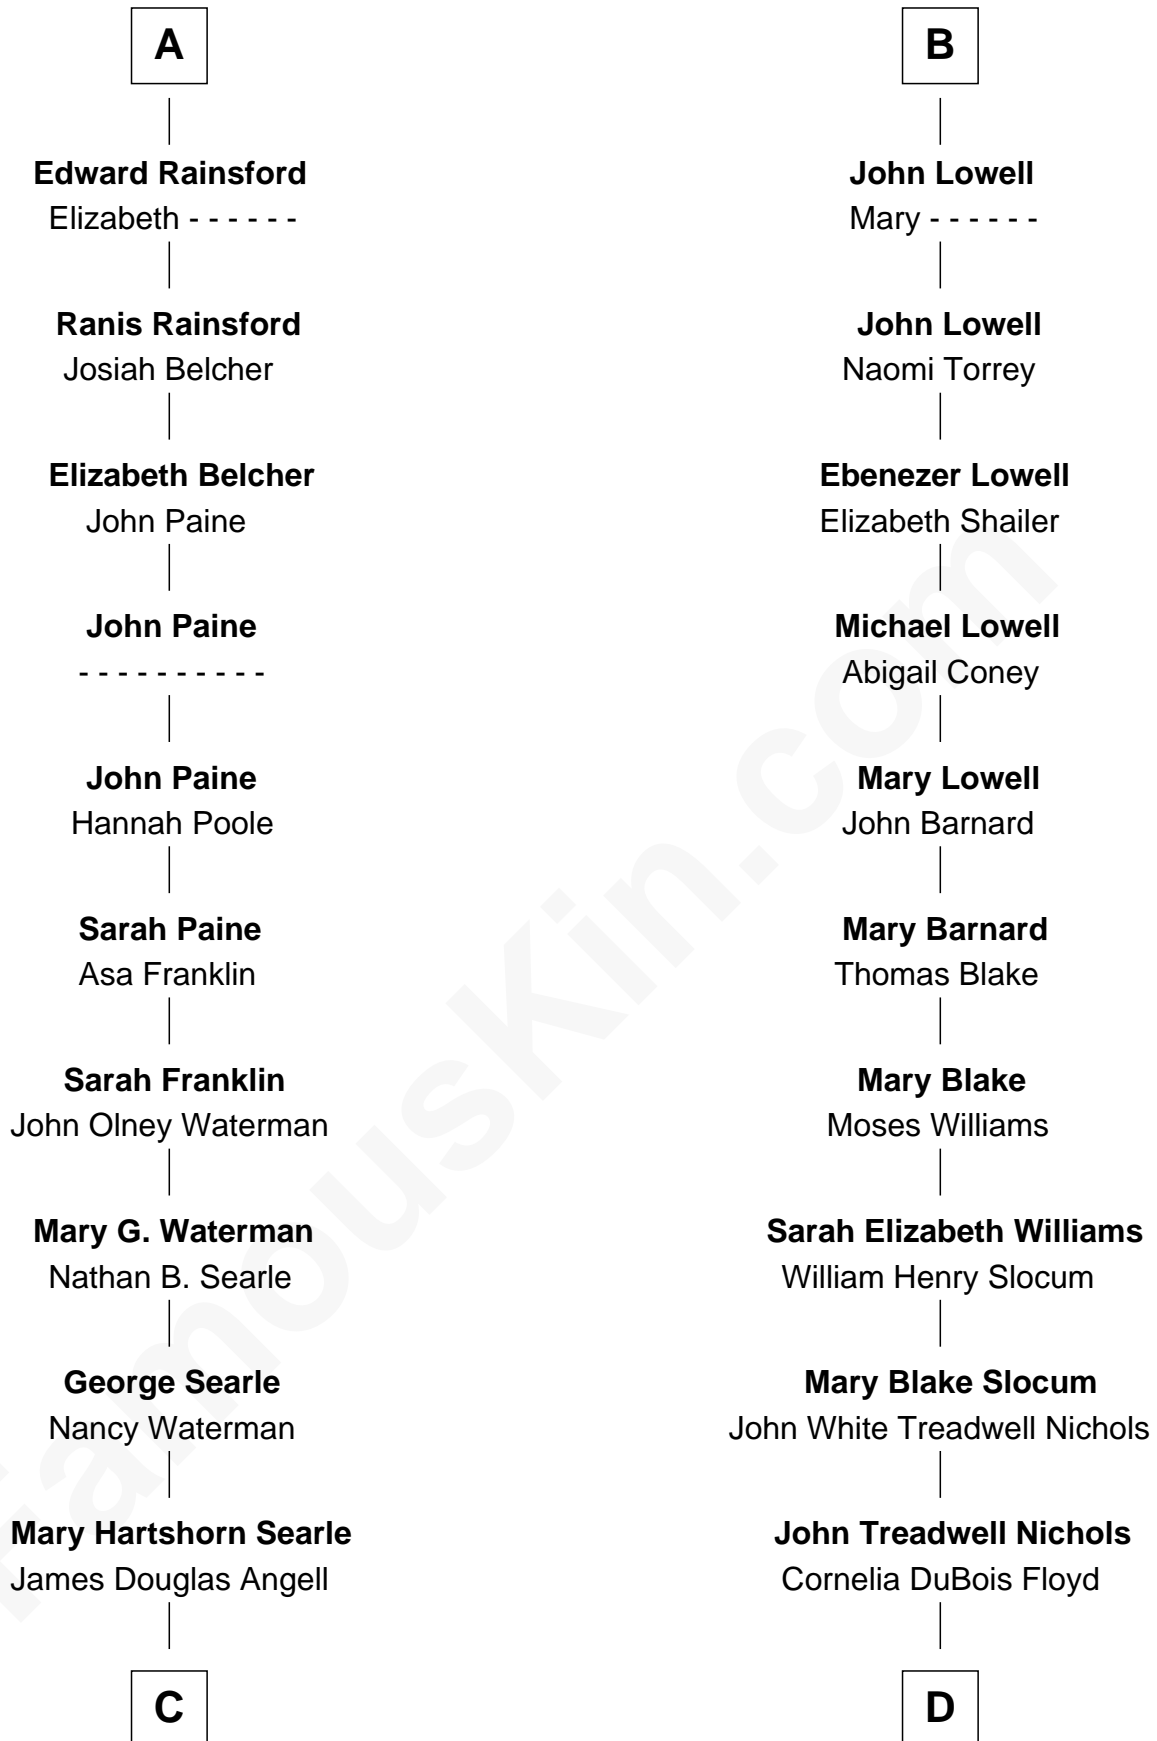 A
Edward Rainsford
Elizabeth - - - - - -
Ranis Rainsford
Josiah Belcher
Elizabeth Belcher
John Paine
John Paine
- - - - - - - - - -
John Paine
Hannah Poole
Sarah Paine
Asa Franklin
Sarah Franklin
John Olney Waterman
Mary G. Waterman
Nathan B. Searle
George Searle
Nancy Waterman
Mary Hartshorn Searle
James Douglas Angell
C
B
John Lowell
Mary - - - - - -
John Lowell
Naomi Torrey
Ebenezer Lowell
Elizabeth Shailer
Michael Lowell
Abigail Coney
Mary Lowell
John Barnard
Mary Barnard
Thomas Blake
Mary Blake
Moses Williams
Sarah Elizabeth Williams
William Henry Slocum
Mary Blake Slocum
John White Treadwell Nichols
John Treadwell Nichols
Cornelia DuBois Floyd
D
FamousKin.com